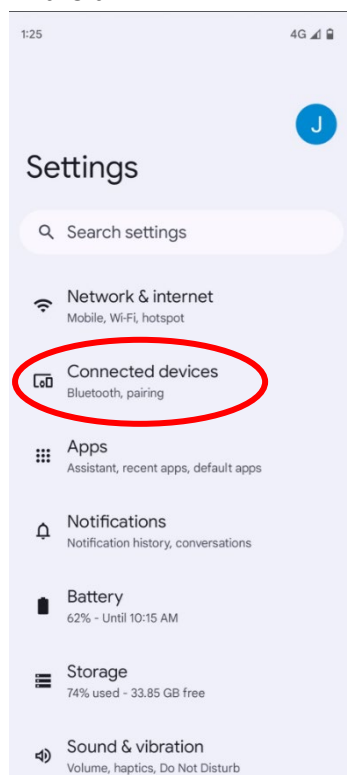 1:25
4G
J
Settings
Search settings
Network & internet
Mobile, Wi-Fi, hotspot
Connected devices
Bluetooth, pairing
Apps
Assistant, recent apps, default apps
Notifications
Notification history, conversations
Battery
62% - Until 10:15 AM
Storage
74% used - 33.85 GB free
Sound & vibration
Volume, haptics, Do Not Disturb